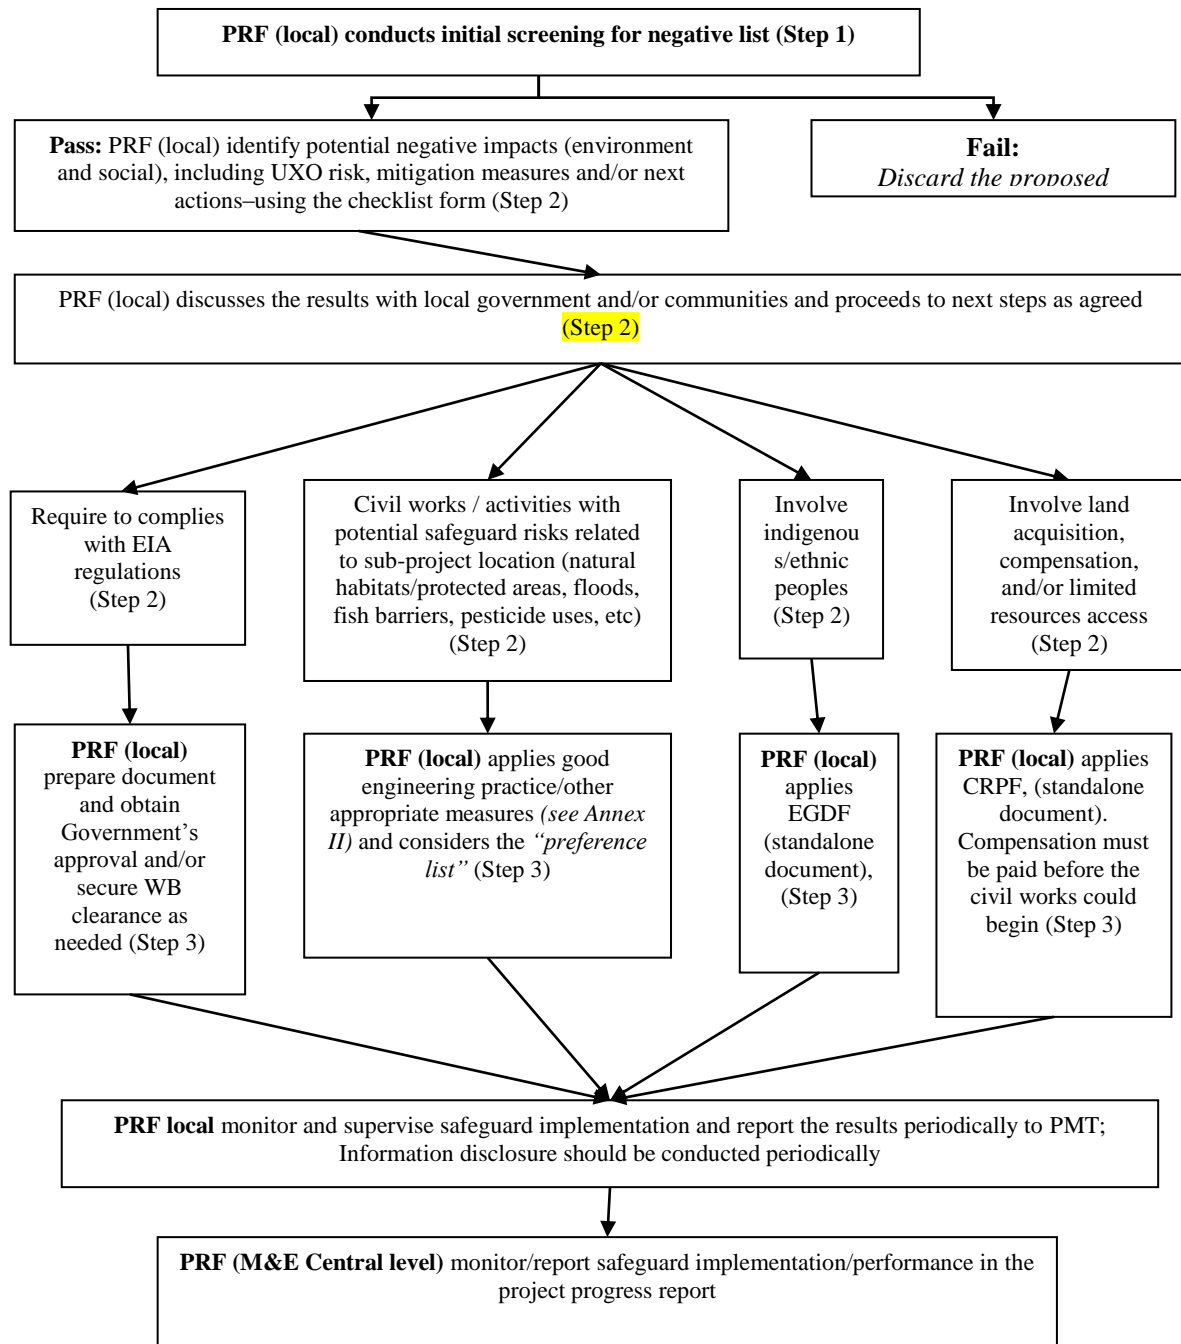 PRF (local) conducts initial screening for negative list (Step 1)
Pass: PRF (local) identify potential negative impacts (environment
and social), including UXO risk, mitigation measures and/or next
actions–using the checklist form (Step 2)
Fail:
Discard the proposed
PRF (local) discusses the results with local government and/or communities and proceeds to next steps as agreed
(Step 2)
Require to complies
with EIA
regulations
(Step 2)
Civil works / activities with
potential safeguard risks related
to sub-project location (natural
habitats/protected areas, floods,
fish barriers, pesticide uses, etc)
(Step 2)
Involve
indigenou
s/ethnic
peoples
(Step 2)
Involve land
acquisition,
compensation,
and/or limited
resources access
(Step 2)
PRF (local)
prepare document
and obtain
Government’s
approval and/or
secure WB
clearance as
needed (Step 3)
PRF (local) applies good
engineering practice/other
appropriate measures (see Annex
II) and considers the “preference
list” (Step 3)
PRF (local)
applies
EGDF
(standalone
document),
(Step 3)
PRF (local) applies
CRPF, (standalone
document).
Compensation must
be paid before the
civil works could
begin (Step 3)
PRF local monitor and supervise safeguard implementation and report the results periodically to PMT;
Information disclosure should be conducted periodically
PRF (M&E Central level) monitor/report safeguard implementation/performance in the
project progress report